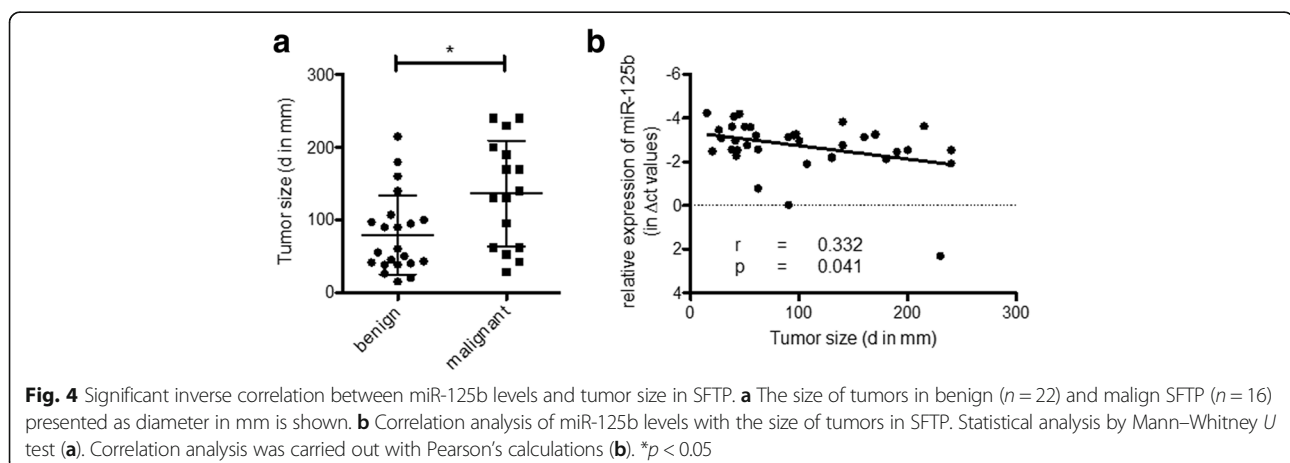 a
*
Tumor size (d in mm)
300
200
100
0
benign
malignant
b
relative expression of miR-125b
(in Δct values)
-6
-4
-2
0
2
4
r = 0.332
p = 0.041
0
100
200
300
Tumor size (d in mm)
Fig. 4 Significant inverse correlation between miR-125b levels and tumor size in SFTP. a The size of tumors in benign (n = 22) and malign SFTP (n = 16)
presented as diameter in mm is shown. b Correlation analysis of miR-125b levels with the size of tumors in SFTP. Statistical analysis by Mann–Whitney U
test (a). Correlation analysis was carried out with Pearson's calculations (b). *p < 0.05